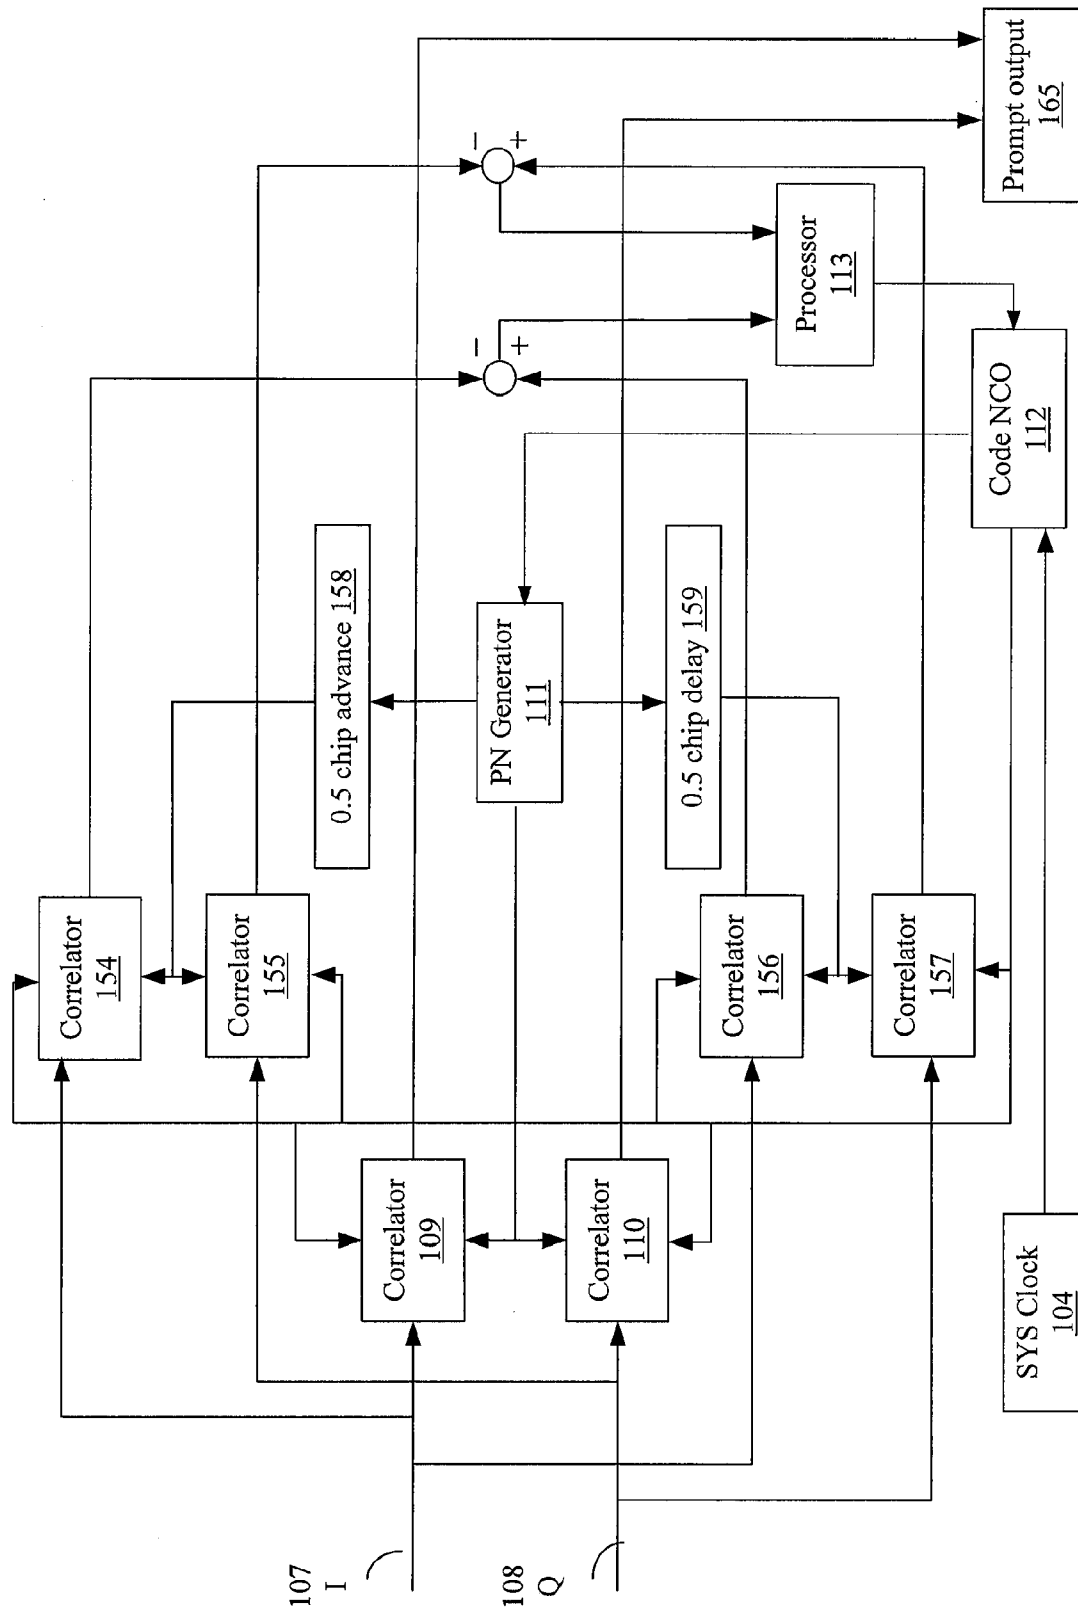 107
I
108
Q
Correlator
154
Correlator
155
Correlator
109
Correlator
110
Correlator
156
Correlator
157
SYS Clock
104
0.5 chip advance 158
PN Generator
111
0.5 chip delay 159
Code NCO
112
Processor
113
−
+
−
+
Prompt output
165